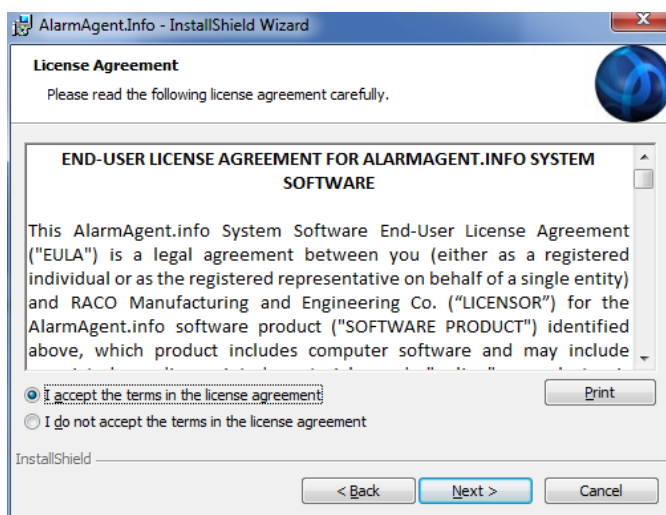 AlarmAgent.Info - InstallShield Wizard
License Agreement
Please read the following license agreement carefully.
END-USER LICENSE AGREEMENT FOR ALARMAGENT.INFO SYSTEM
SOFTWARE
This AlarmAgent.info System Software End-User License Agreement
("EULA") is a legal agreement between you (either as a registered
individual or as the registered representative on behalf of a single entity)
and RACO Manufacturing and Engineering Co. (“LICENSOR”) for the
AlarmAgent.info software product ("SOFTWARE PRODUCT") identified
above, which product includes computer software and may include
I accept the terms in the license agreement
Print
I do not accept the terms in the license agreement
InstallShield
< Back
Next >
Cancel